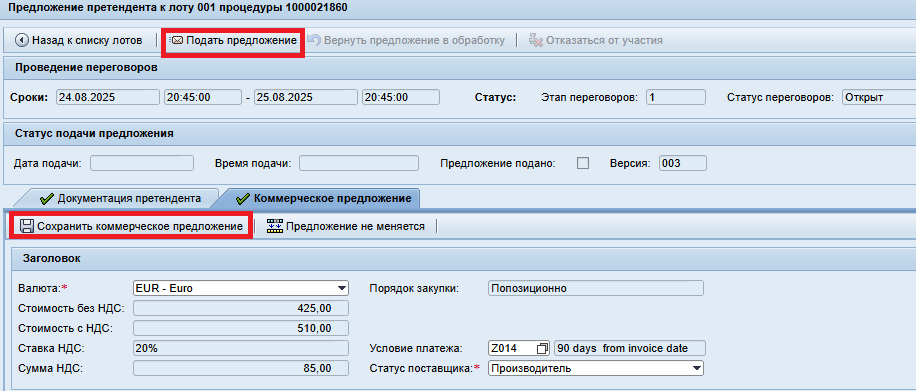 Предложение претендента к лоту 001 процедуры 1000021860
Назад к списку лотов Подать предложение Вернуть предложение в обработку Отказаться от участия
Проведение переговоров
Сроки: 24.08.2025 20:45:00 - 25.08.2025 20:45:00 Статус: Этап переговоров: 1 Статус переговоров: Открыт
Статус подачи предложения
Дата подачи: Время подачи: Предложение подано: Версия: 003
Документация претендента Коммерческое предложение
Сохранить коммерческое предложение Предложение не меняется
Заголовок
Валюта:* EUR - Euro Порядок закупки: Попозиционно
Стоимость без НДС: 425,00
Стоимость с НДС: 510,00
Ставка НДС: 20% Условие платежа: Z014 90 days from invoice date
Сумма НДС: 85,00 Статус поставщика:* Производитель